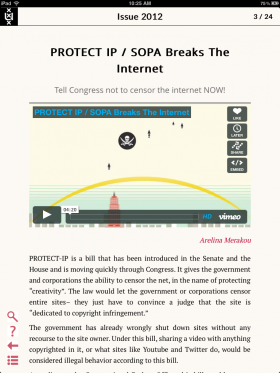 iPad
10:25 AM
75%
Issue 2012
3 / 24
PROTECT IP / SOPA Breaks The
Internet
Tell Congress not to censor the internet NOW!
PROTECT IP / SOPA Breaks The Internet
LIKE
LATER
SHARE
EMBED
04:20
HD vimeo
Arelina Merakou
PROTECT-IP is a bill that has been introduced in the Senate and the
House and is moving quickly through Congress. It gives the government
and corporations the ability to censor the net, in the name of protecting
"creativity". The law would let the government or corporations censor
entire sites– they just have to convince a judge that the site is
"dedicated to copyright infringement."
The government has already wrongly shut down sites without any
recourse to the site owner. Under this bill, sharing a video with anything
copyrighted in it, or what sites like Youtube and Twitter do, would be
considered illegal behavior according to this bill.